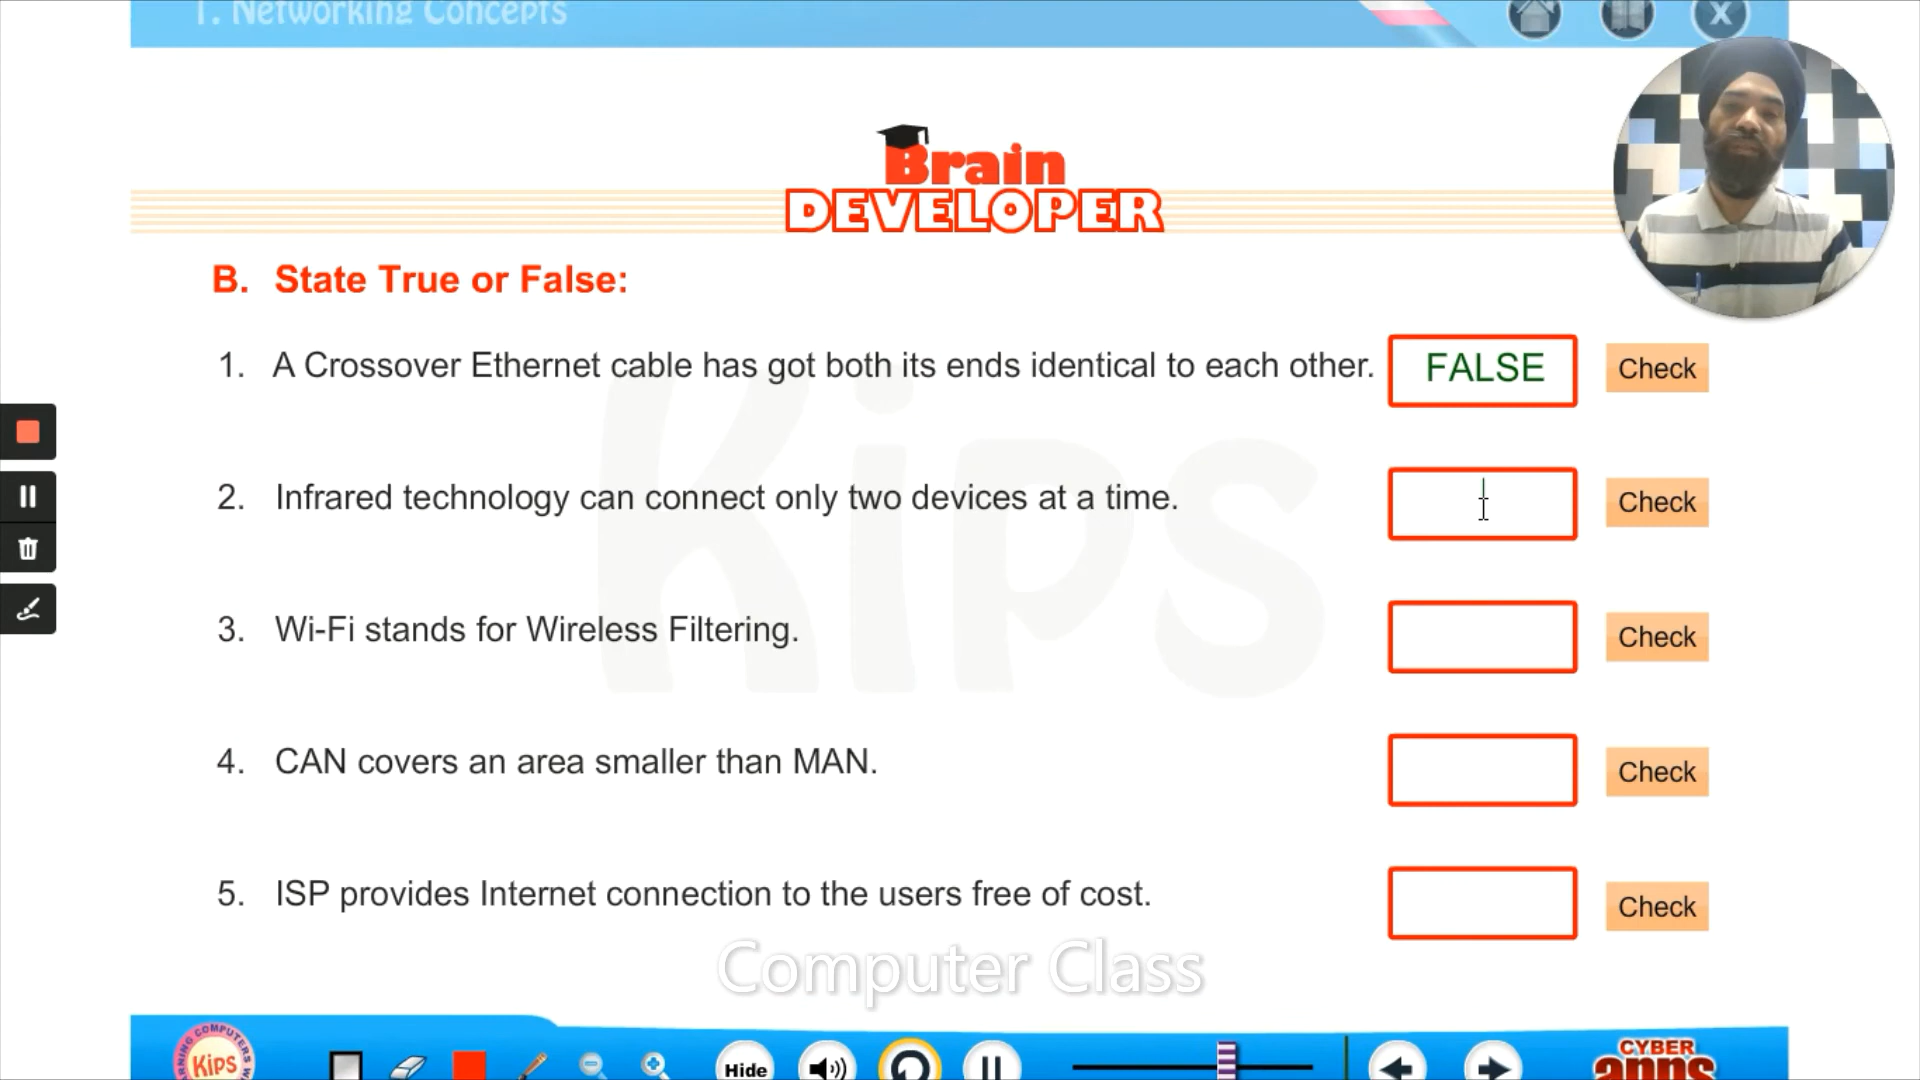 1. Networking Concepts
X
Brain
DEVELOPER
B. State True or False:
1. A Crossover Ethernet cable has got both its ends identical to each other. FALSE Check
2. Infrared technology can connect only two devices at a time. Check
3. Wi-Fi stands for Wireless Filtering. Check
4. CAN covers an area smaller than MAN. Check
5. ISP provides Internet connection to the users free of cost. Check
Kips
Computer Class
Kips
Hide
CYBER
apps